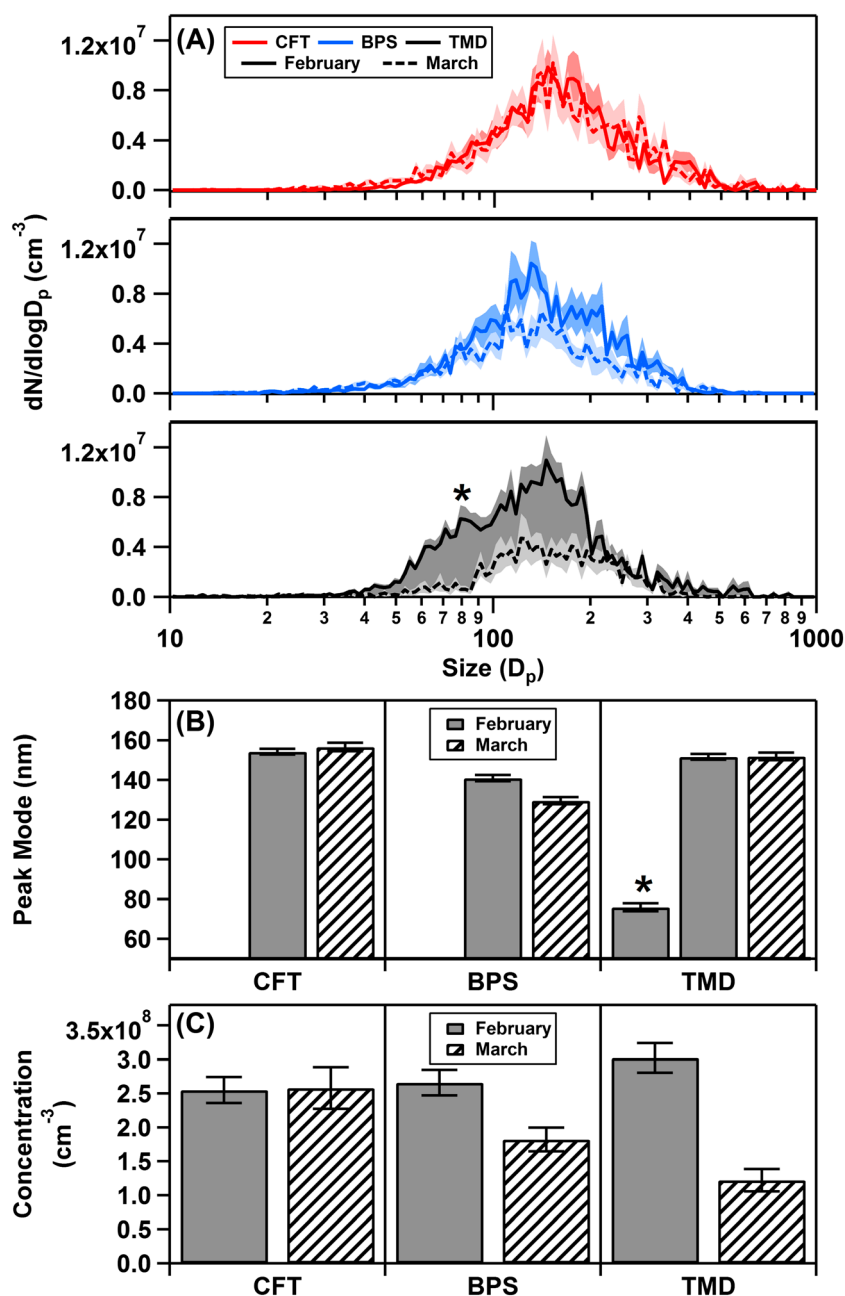 (A)
CFT BPS TMD
February March
1.2x10⁷
0.8
0.4
0.0
1.2x10⁷
0.8
0.4
0.0
dN/dlogDₚ (cm⁻³)
1.2x10⁷
*
0.8
0.4
0.0
2 3 4 5 6 7 8 9 2 3 4 5 6 7 8 9
10 100 1000
Size (Dₚ)
(B)
February
March
180
160
140
120
100
80
60
*
Peak Mode (nm)
CFT BPS TMD
(C)
February
March
3.5x10⁸
3.0
2.5
2.0
1.5
1.0
0.5
0.0
Concentration
(cm⁻³)
CFT BPS TMD